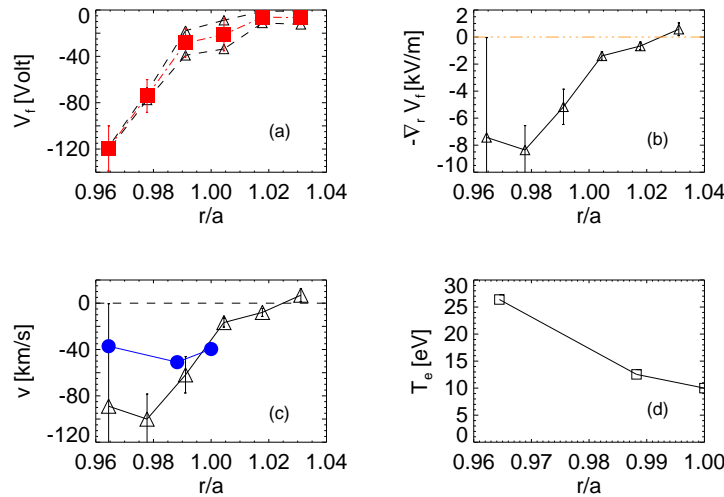 0
-40
-80
-120
V_f [Volt]
(a)
0.96 0.98 1.00 1.02 1.04
r/a
2
0
-2
-4
-6
-8
-10
-∇_r V_f [kV/m]
(b)
0.96 0.98 1.00 1.02 1.04
r/a
0
-40
-80
-120
v [km/s]
(c)
0.96 0.98 1.00 1.02 1.04
r/a
30
25
20
15
10
5
0
T_e [eV]
(d)
0.96 0.97 0.98 0.99 1.00
r/a